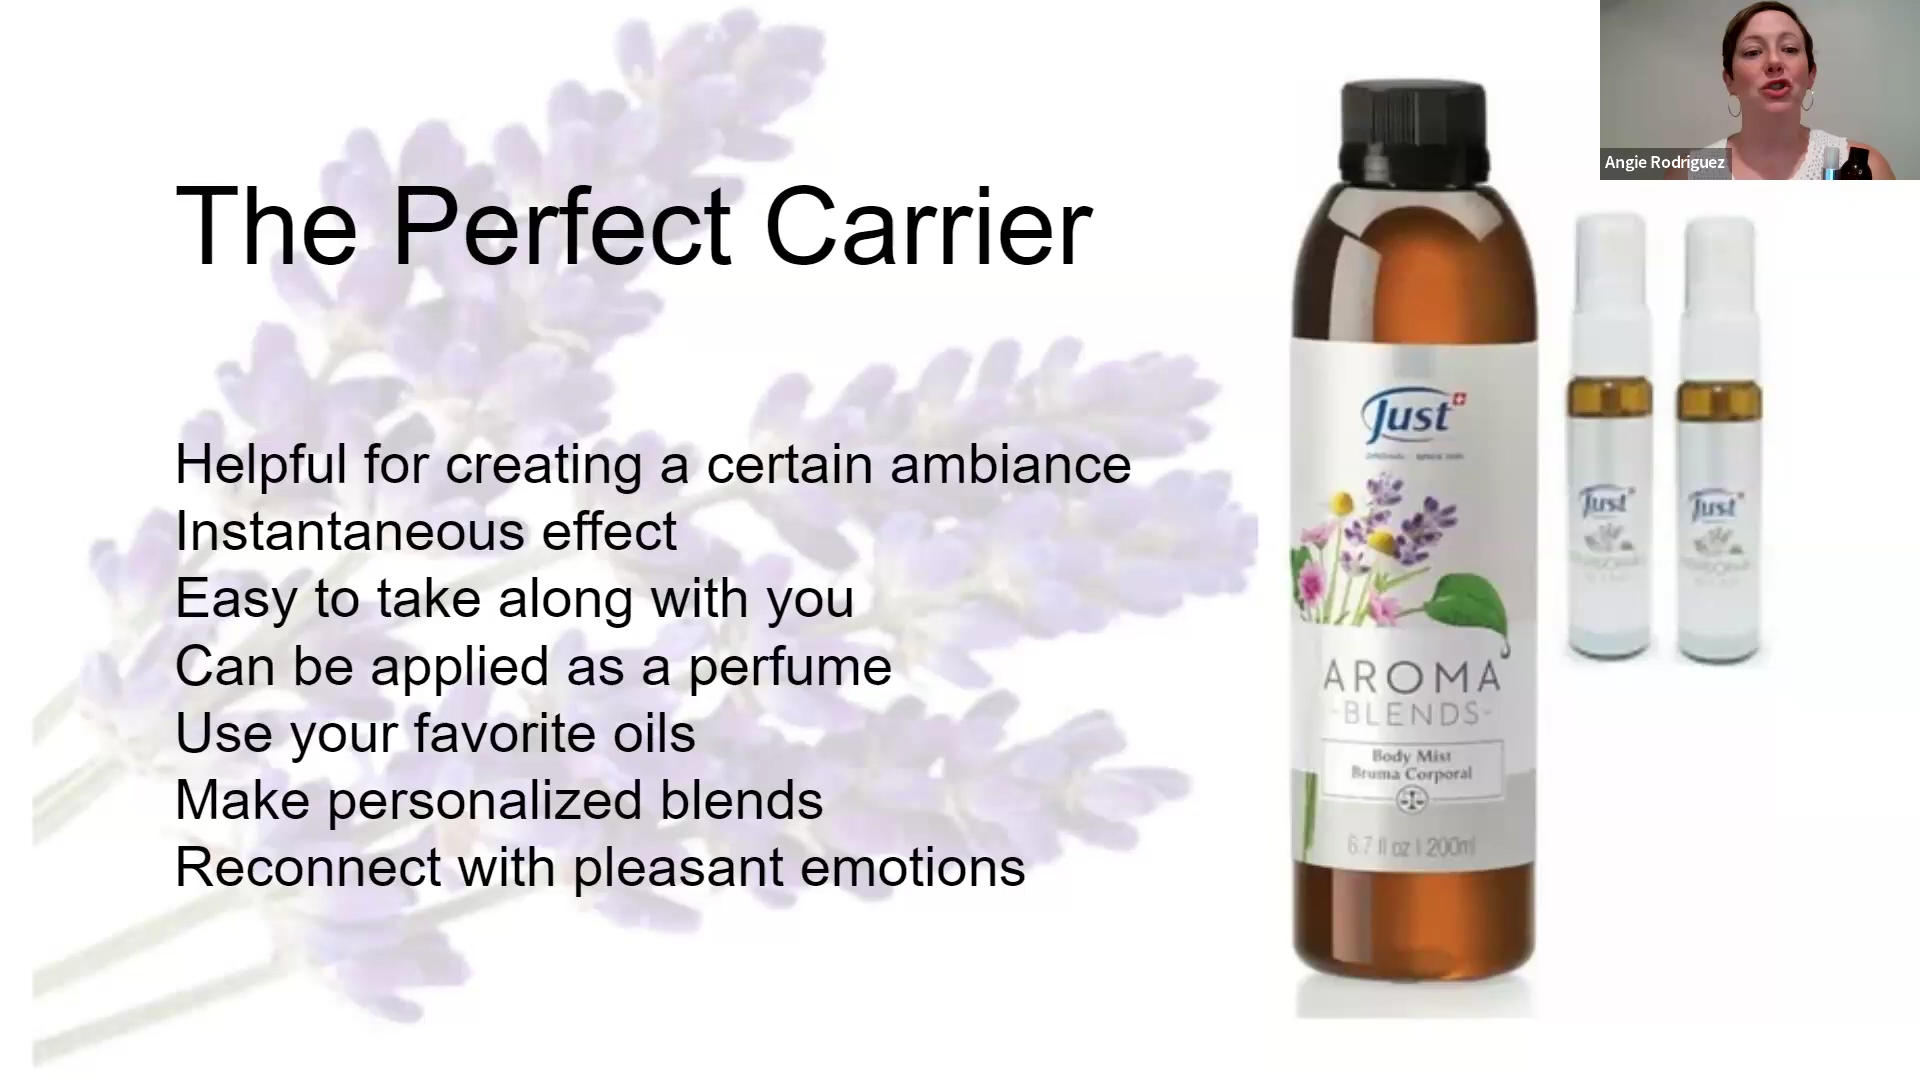 The Perfect Carrier
Helpful for creating a certain ambiance
Instantaneous effect
Easy to take along with you
Can be applied as a perfume
Use your favorite oils
Make personalized blends
Reconnect with pleasant emotions
Angie Rodriguez
Just
AROMA
-BLENDS-
Body Mist
Bruma Corporal
6.7 fl oz | 200ml
Just
Just